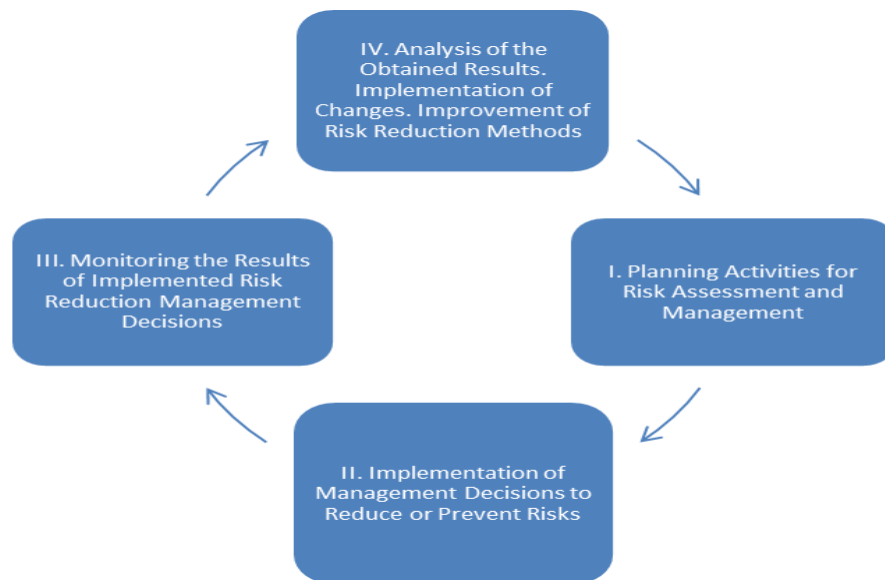 IV. Analysis of the
Obtained Results.
Implementation of
Changes. Improvement of
Risk Reduction Methods
III. Monitoring the Results
of Implemented Risk
Reduction Management
Decisions
I. Planning Activities for
Risk Assessment and
Management
II. Implementation of
Management Decisions to
Reduce or Prevent Risks